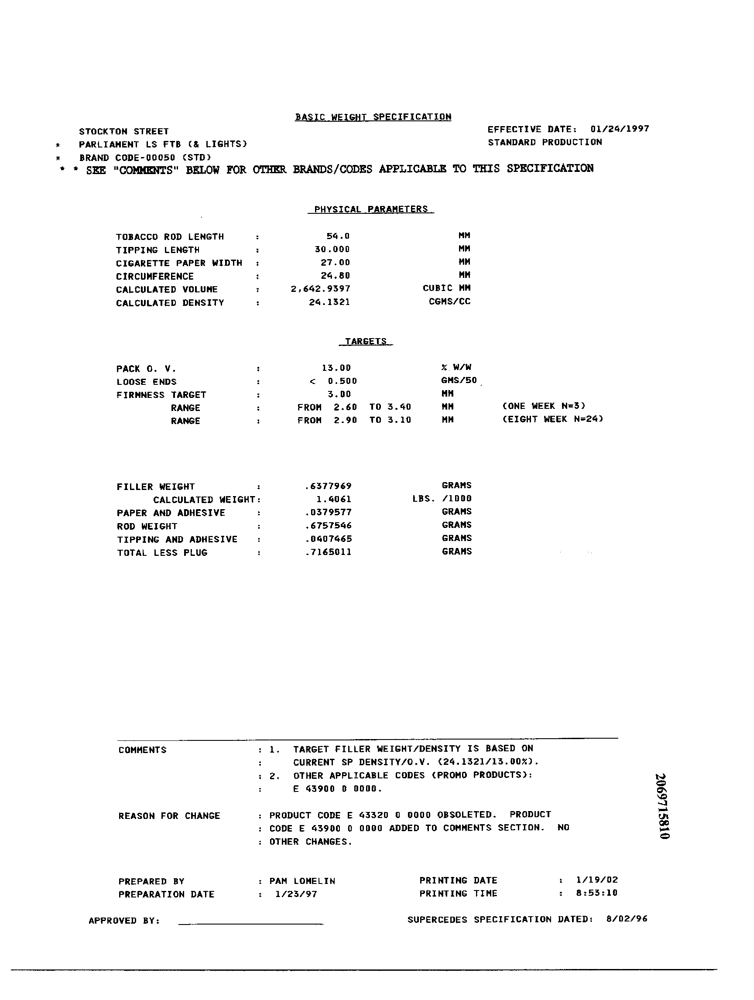 BASIC WEIGHT SPECIFICATION
STOCKTON STREET EFFECTIVE DATE: 01/24/1997
* PARLIAMENT LS FTB (& LIGHTS) STANDARD PRODUCTION
* BRAND CODE-00050 (STD)
* * SEE "COMMENTS" BELOW FOR OTHER BRANDS/CODES APPLICABLE TO THIS SPECIFICATION
PHYSICAL PARAMETERS
TOBACCO ROD LENGTH : 54.0 MM
TIPPING LENGTH : 30.000 MM
CIGARETTE PAPER WIDTH : 27.00 MM
CIRCUMFERENCE : 24.80 MM
CALCULATED VOLUME : 2,642.9397 CUBIC MM
CALCULATED DENSITY : 24.1321 CGMS/CC
TARGETS
PACK O. V. : 13.00 % W/W
LOOSE ENDS : < 0.500 GMS/50
FIRMNESS TARGET : 3.00 MM
RANGE : FROM 2.60 TO 3.40 MM (ONE WEEK N=3)
RANGE : FROM 2.90 TO 3.10 MM (EIGHT WEEK N=24)
FILLER WEIGHT : .6377969 GRAMS
CALCULATED WEIGHT: 1.4061 LBS. /1000
PAPER AND ADHESIVE : .0379577 GRAMS
ROD WEIGHT : .6757546 GRAMS
TIPPING AND ADHESIVE : .0407465 GRAMS
TOTAL LESS PLUG : .7165011 GRAMS
COMMENTS : 1. TARGET FILLER WEIGHT/DENSITY IS BASED ON
: CURRENT SP DENSITY/O.V. (24.1321/13.00%).
: 2. OTHER APPLICABLE CODES (PROMO PRODUCTS):
: E 43900 0 0000.
REASON FOR CHANGE : PRODUCT CODE E 43320 0 0000 OBSOLETED. PRODUCT
: CODE E 43900 0 0000 ADDED TO COMMENTS SECTION. NO
: OTHER CHANGES.
PREPARED BY : PAM LOMELIN PRINTING DATE : 1/19/02
PREPARATION DATE : 1/23/97 PRINTING TIME : 8:53:10
APPROVED BY: SUPERCEDES SPECIFICATION DATED: 8/02/96
2069715810